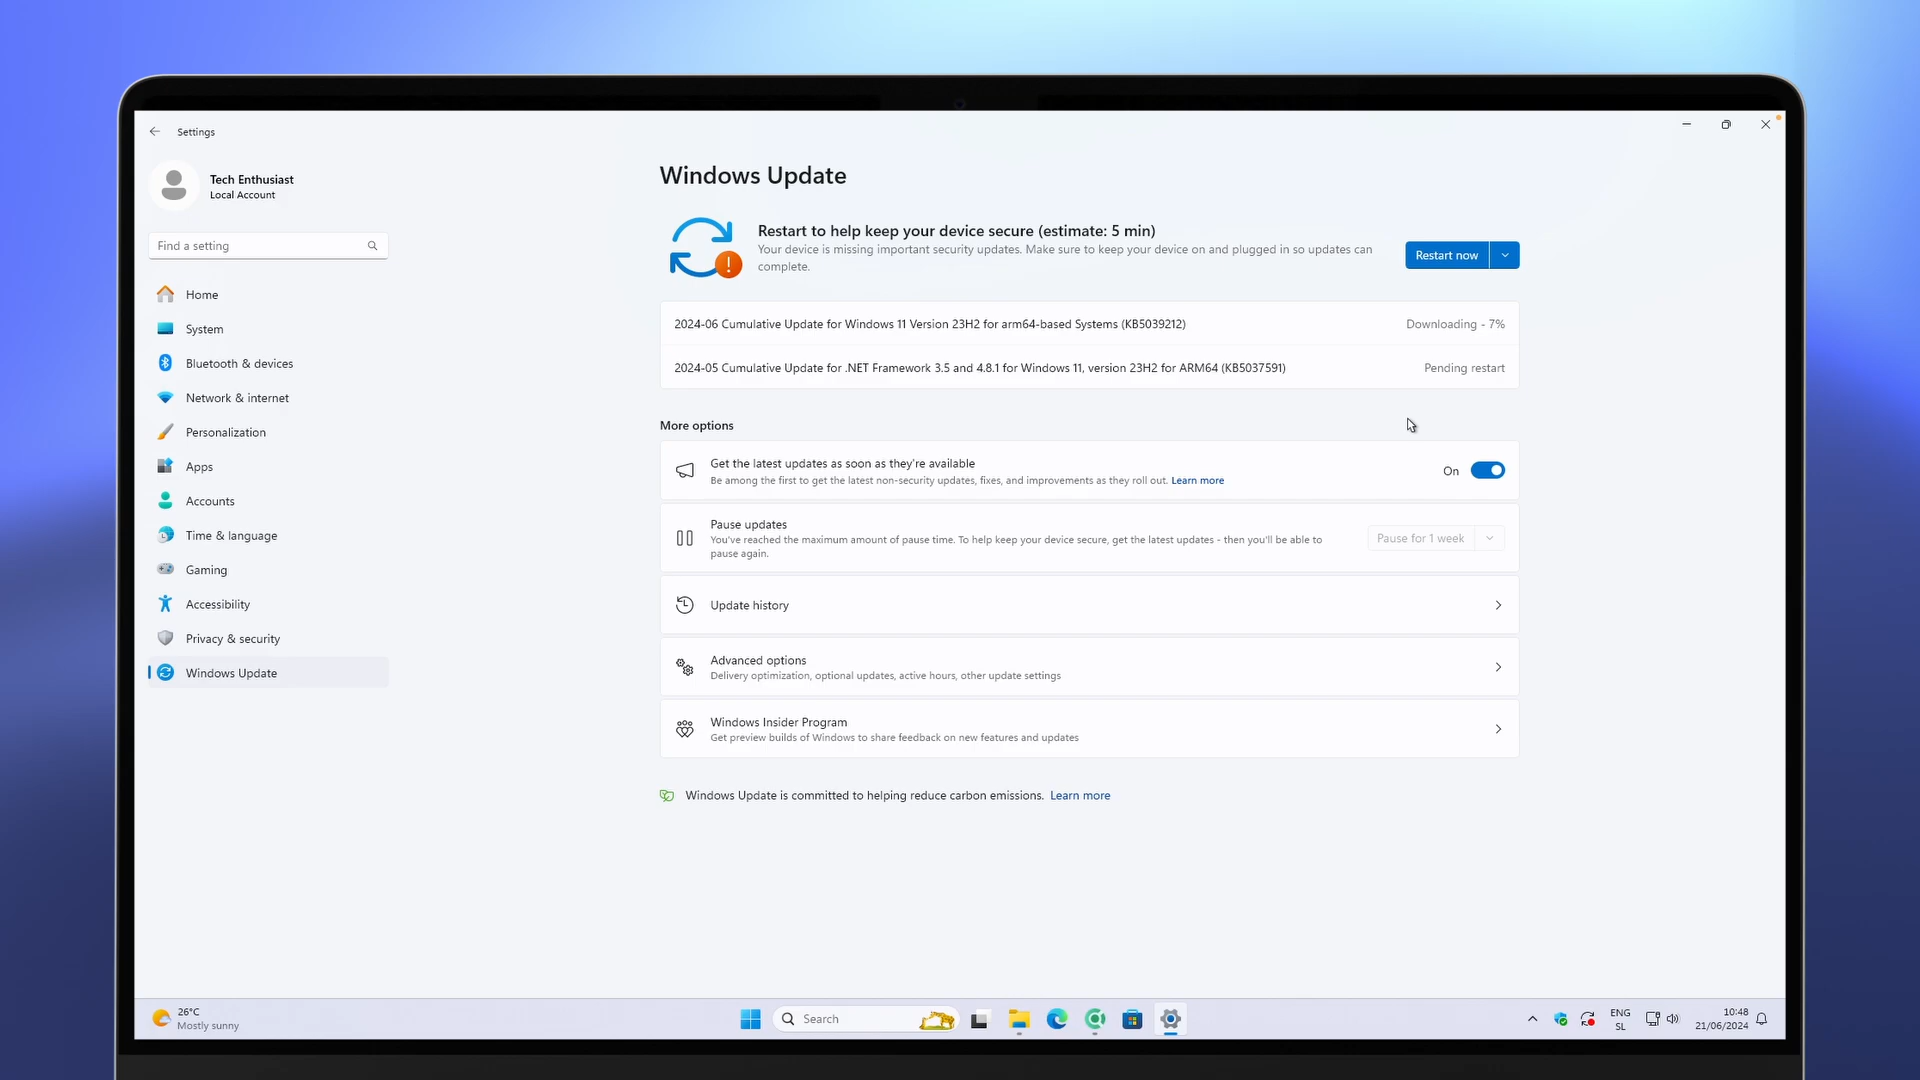 Settings
Tech Enthusiast
Local Account
Find a setting
Home
System
Bluetooth & devices
Network & internet
Personalization
Apps
Accounts
Time & language
Gaming
Accessibility
Privacy & security
Windows Update
Windows Update
Restart to help keep your device secure (estimate: 5 min)
Your device is missing important security updates. Make sure to keep your device on and plugged in so updates can
complete.
Restart now
2024-06 Cumulative Update for Windows 11 Version 23H2 for arm64-based Systems (KB5039212)
Downloading - 7%
2024-05 Cumulative Update for .NET Framework 3.5 and 4.8.1 for Windows 11, version 23H2 for ARM64 (KB5037591)
Pending restart
More options
Get the latest updates as soon as they're available
Be among the first to get the latest non-security updates, fixes, and improvements as they roll out. Learn more
On
Pause updates
You've reached the maximum amount of pause time. To help keep your device secure, get the latest updates - then you'll be able to
pause again.
Pause for 1 week
Update history
Advanced options
Delivery optimization, optional updates, active hours, other update settings
Windows Insider Program
Get preview builds of Windows to share feedback on new features and updates
Windows Update is committed to helping reduce carbon emissions. Learn more
26°C
Mostly sunny
Search
ENG
SL
10:48
21/06/2024